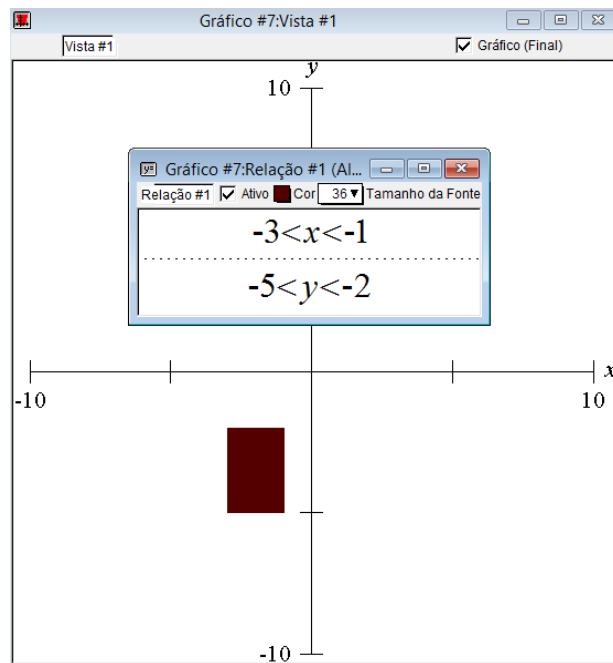 Gráfico #7:Vista #1
Vista #1 Gráfico (Final)
y
10
Gráfico #7:Relação #1 (Al...
Relação #1 Ativo Cor 36 Tamanho da Fonte
-3<x<-1
-5<y<-2
x
-10 10
-10